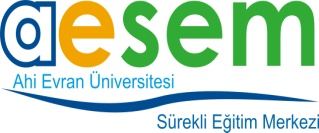 aesem
Ahi Evran Üniversitesi
Sürekli Eğitim Merkezi